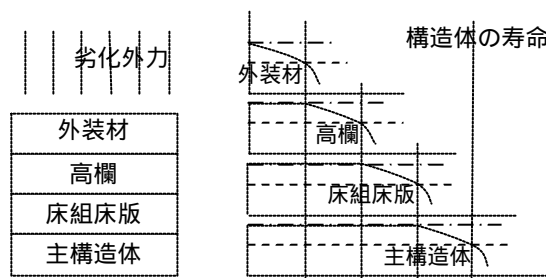 劣化外力
外装材
高欄
床組床版
主構造体
構造体の寿命
外装材
高欄
床組床版
主構造体